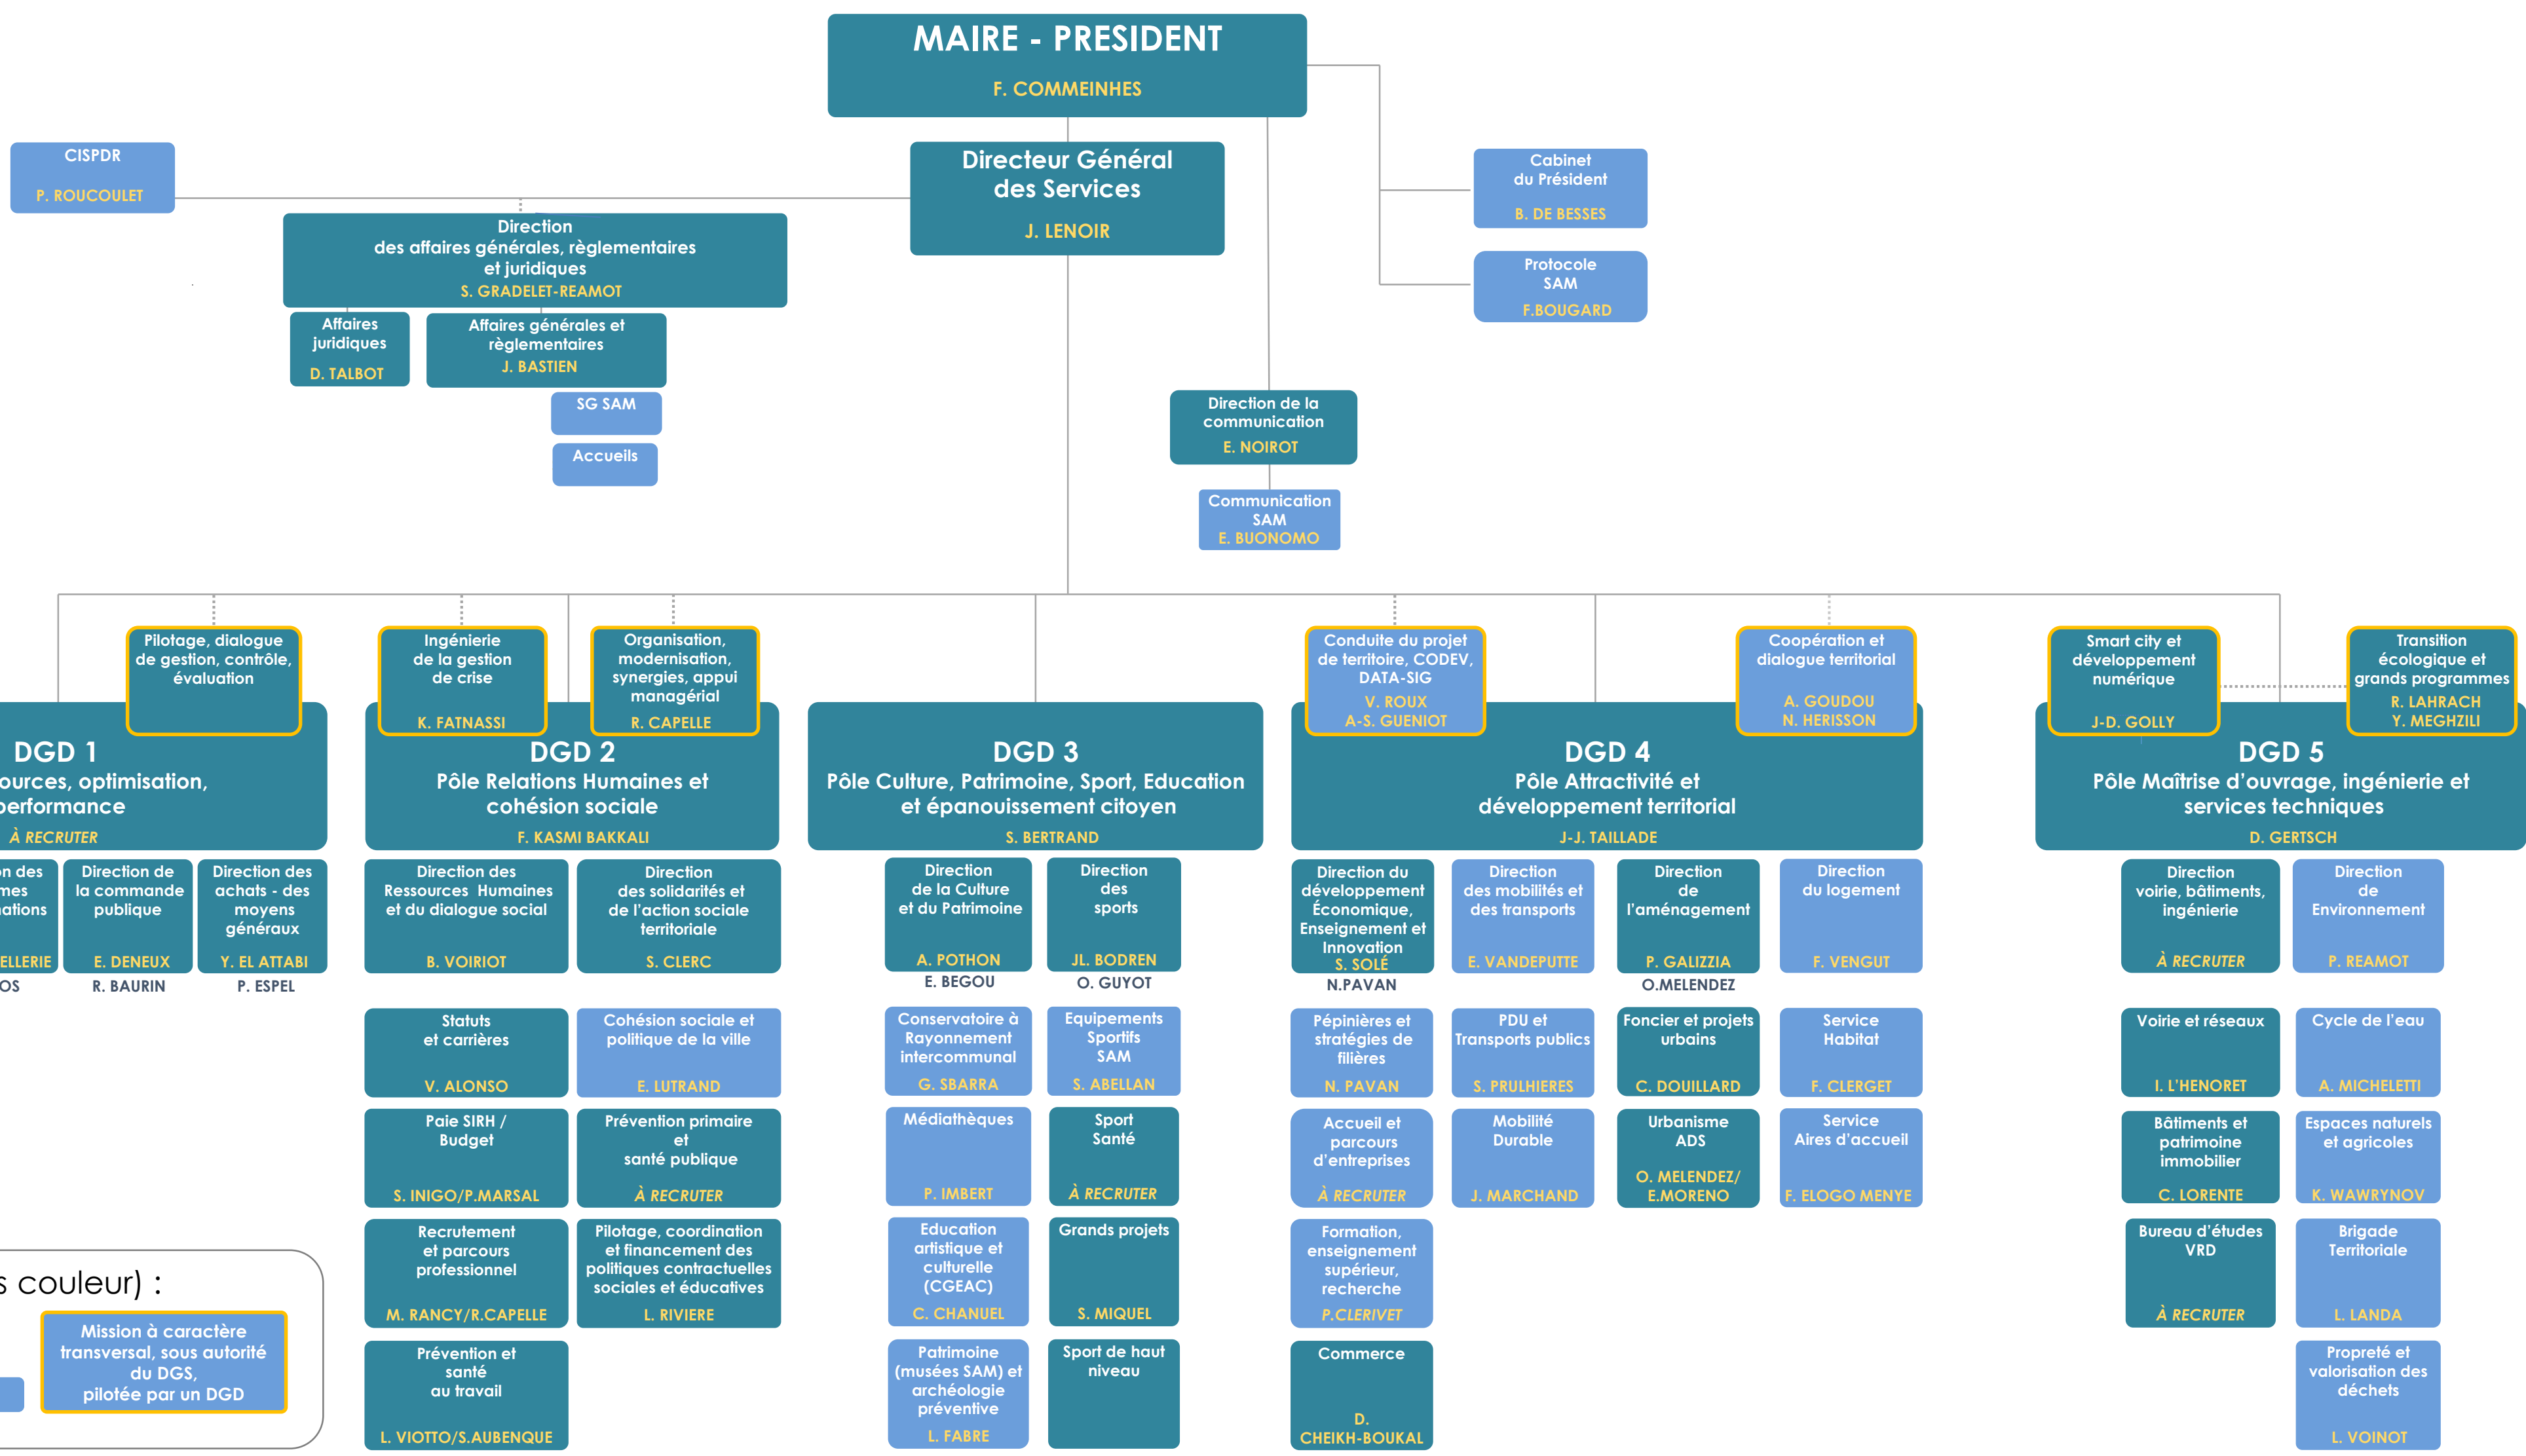 MAIRE - PRESIDENT
F. COMMEINHES
CISPDR
P. ROUCOULET
Directeur Général
des Services
J. LENOIR
Cabinet
du Président
B. DE BESSES
Protocole
SAM
F.BOUGARD
Direction
des affaires générales, règlementaires
et juridiques
S. GRADELET-REAMOT
Affaires
juridiques
D. TALBOT
Affaires générales et
règlementaires
J. BASTIEN
SG SAM
Accueils
Direction de la
communication
E. NOIROT
Communication
SAM
E. BUONOMO
Pilotage, dialogue
de gestion, contrôle,
évaluation
DGD 1
optimisation,
À RECRUTER
Direction de
la commande
publique
E. DENEUX
R. BAURIN
Direction des
achats - des
moyens
généraux
Y. EL ATTABI
P. ESPEL
Ingénierie
de la gestion
de crise
K. FATNASSI
Organisation,
modernisation,
synergies, appui
managérial
R. CAPELLE
DGD 2
Pôle Relations Humaines et
cohésion sociale
F. KASMI BAKKALI
Direction des
Ressources Humaines
et du dialogue social
B. VOIRIOT
Statuts
et carrières
V. ALONSO
Paie SIRH /
Budget
S. INIGO/P.MARSAL
Recrutement
et parcours
professionnel
M. RANCY/R.CAPELLE
Prévention et
santé
au travail
L. VIOTTO/S.AUBENQUE
Direction
des solidarités et
de l'action sociale
territoriale
S. CLERC
Cohésion sociale et
politique de la ville
E. LUTRAND
Prévention primaire
et
santé publique
À RECRUTER
Pilotage, coordination
et financement des
politiques contractuelles
sociales et éducatives
L. RIVIERE
DGD 3
Pôle Culture, Patrimoine, Sport, Education
et épanouissement citoyen
S. BERTRAND
Direction
de la Culture
et du Patrimoine
A. POTHON
E. BEGOU
Conservatoire à
Rayonnement
intercommunal
G. SBARRA
Médiathèques
P. IMBERT
Education
artistique et
culturelle
(CGEAC)
C. CHANUEL
Patrimoine
(musées SAM) et
archéologie
préventive
L. FABRE
Direction
des
sports
JL. BODREN
O. GUYOT
Equipements
Sportifs
SAM
S. ABELLAN
Sport
Santé
À RECRUTER
Grands projets
S. MIQUEL
Sport de haut
niveau
Conduite du projet
de territoire, CODEV,
DATA-SIG
V. ROUX
A-S. GUENIOT
Coopération et
dialogue territorial
A. GOUDOU
N. HERISSON
DGD 4
Pôle Attractivité et
développement territorial
J-J. TAILLADE
Direction du
développement
Économique,
Enseignement et
Innovation
S. SOLÉ
N.PAVAN
Pépinières et
stratégies de
filières
N. PAVAN
Accueil et
parcours
d'entreprises
À RECRUTER
Formation,
enseignement
supérieur,
recherche
P.CLERIVET
Commerce
D.
CHEIKH-BOUKAL
Direction
des mobilités et
des transports
E. VANDEPUTTE
PDU et
Transports publics
S. PRULHIERES
Mobilité
Durable
J. MARCHAND
Direction
de
l'aménagement
P. GALIZZIA
O.MELENDEZ
Foncier et projets
urbains
C. DOUILLARD
Urbanisme
ADS
O. MELENDEZ/
E.MORENO
Direction
du logement
F. VENGUT
Service
Habitat
F. CLERGET
Service
Aires d'accueil
F. ELOGO MENYE
Smart city et
développement
numérique
J-D. GOLLY
Transition
écologique et
grands programmes
R. LAHRACH
Y. MEGHZILI
DGD 5
Pôle Maîtrise d'ouvrage, ingénierie et
services techniques
D. GERTSCH
Direction
voirie, bâtiments,
ingénierie
À RECRUTER
Voirie et réseaux
I. L'HENORET
Bâtiments et
patrimoine
immobilier
C. LORENTE
Bureau d'études
VRD
À RECRUTER
Direction
de
Environnement
P. REAMOT
Cycle de l'eau
A. MICHELETTI
Espaces naturels
et agricoles
K. WAWRYNOV
Brigade
Territoriale
L. LANDA
Propreté et
valorisation des
déchets
L. VOINOT
couleur) :
Mission à caractère
transversal, sous autorité
du DGS,
pilotée par un DGD